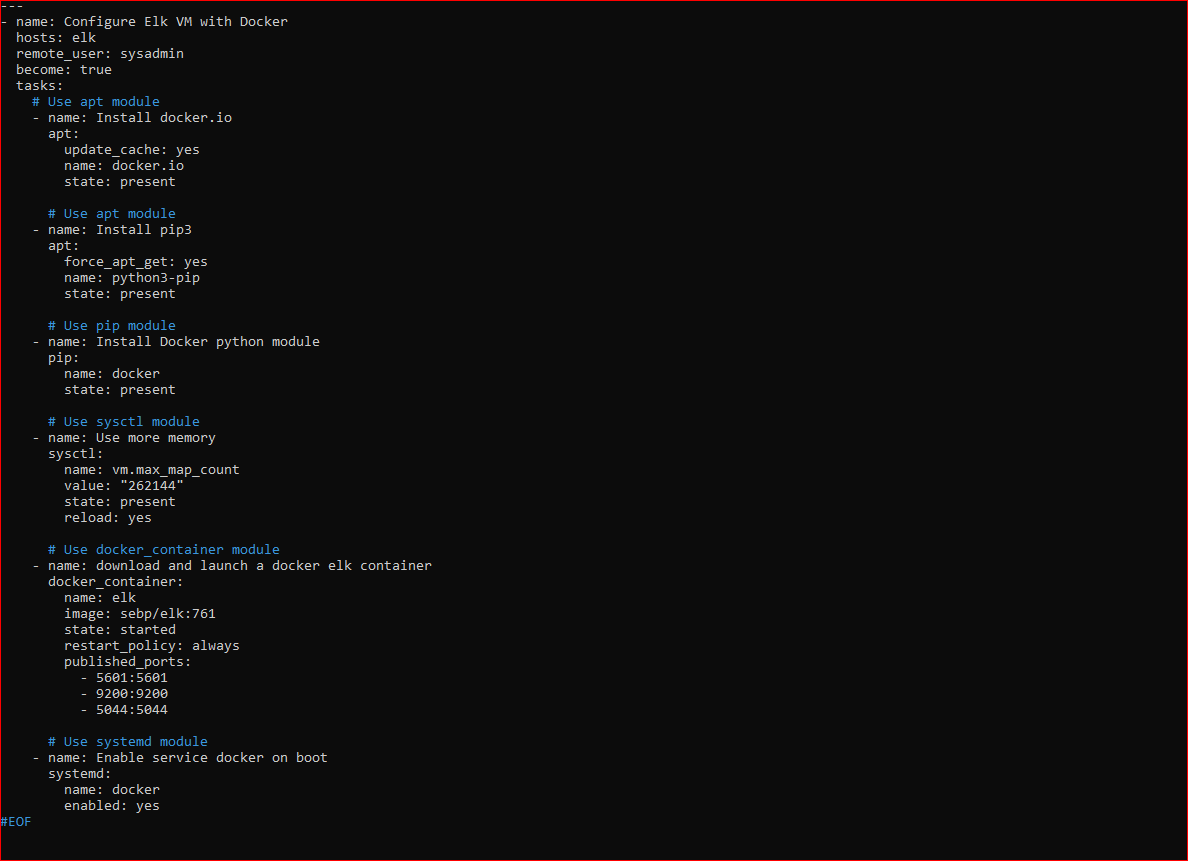 ---
- name: Configure Elk VM with Docker
  hosts: elk
  remote_user: sysadmin
  become: true
  tasks:
    # Use apt module
    - name: Install docker.io
      apt:
        update_cache: yes
        name: docker.io
        state: present

      # Use apt module
    - name: Install pip3
      apt:
        force_apt_get: yes
        name: python3-pip
        state: present

      # Use pip module
    - name: Install Docker python module
      pip:
        name: docker
        state: present

      # Use sysctl module
    - name: Use more memory
      sysctl:
        name: vm.max_map_count
        value: "262144"
        state: present
        reload: yes

      # Use docker_container module
    - name: download and launch a docker elk container
      docker_container:
        name: elk
        image: sebp/elk:761
        state: started
        restart_policy: always
        published_ports:
          - 5601:5601
          - 9200:9200
          - 5044:5044

      # Use systemd module
    - name: Enable service docker on boot
      systemd:
        name: docker
        enabled: yes
#EOF